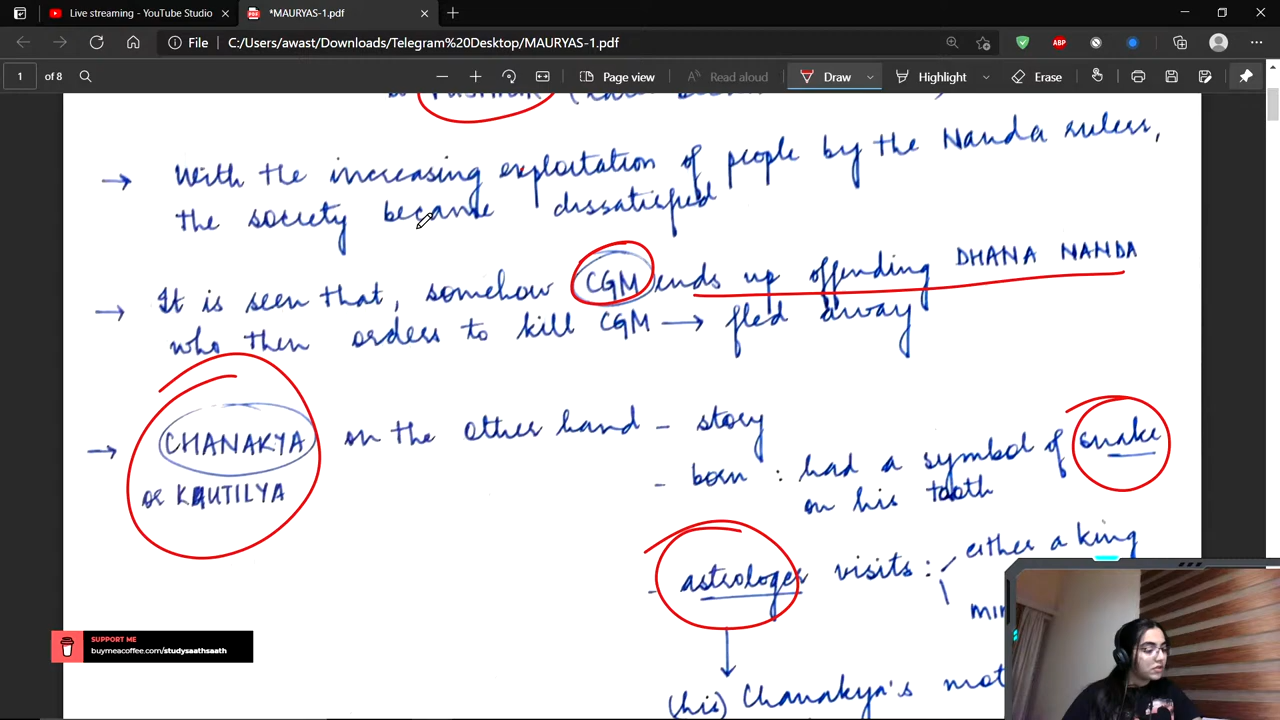 Live streaming - YouTube Studio
*MAURYAS-1.pdf
File
C:/Users/awast/Downloads/Telegram%20Desktop/MAURYAS-1.pdf
ABP
1 of 8
Page view
Read aloud
Draw
Highlight
Erase
→ With the increasing exploitation of people by the Nanda rulers,
the society became dissatisfied
→ It is seen that, somehow CGM ends up offending DHANA NANDA
who then orders to kill CGM → fled away
→ CHANAKYA on the other hand - story
or KAUTILYA
- born : had a symbol of snake
on his tooth
- astrologer visits : either a king
(his) Chanakya's
SUPPORT ME
buymeacoffee.com/studysaathsaath